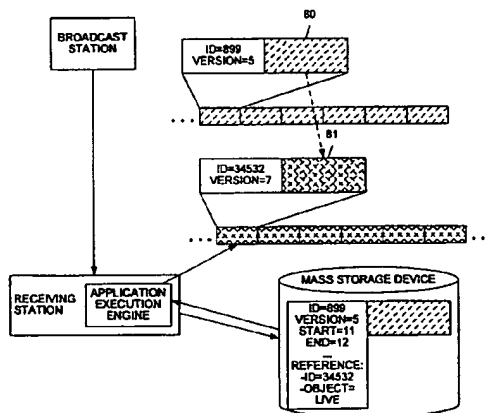 80
BROADCAST
STATION
ID=899
VERSION=5
...
81
ID=34532
VERSION=7
... ...
RECEIVING
STATION
APPLICATION
EXECUTION
ENGINE
MASS STORAGE DEVICE
ID=899
VERSION=5
START=11
END=12
—
REFERENCE:
-ID=34532
-OBJECT=
LIVE